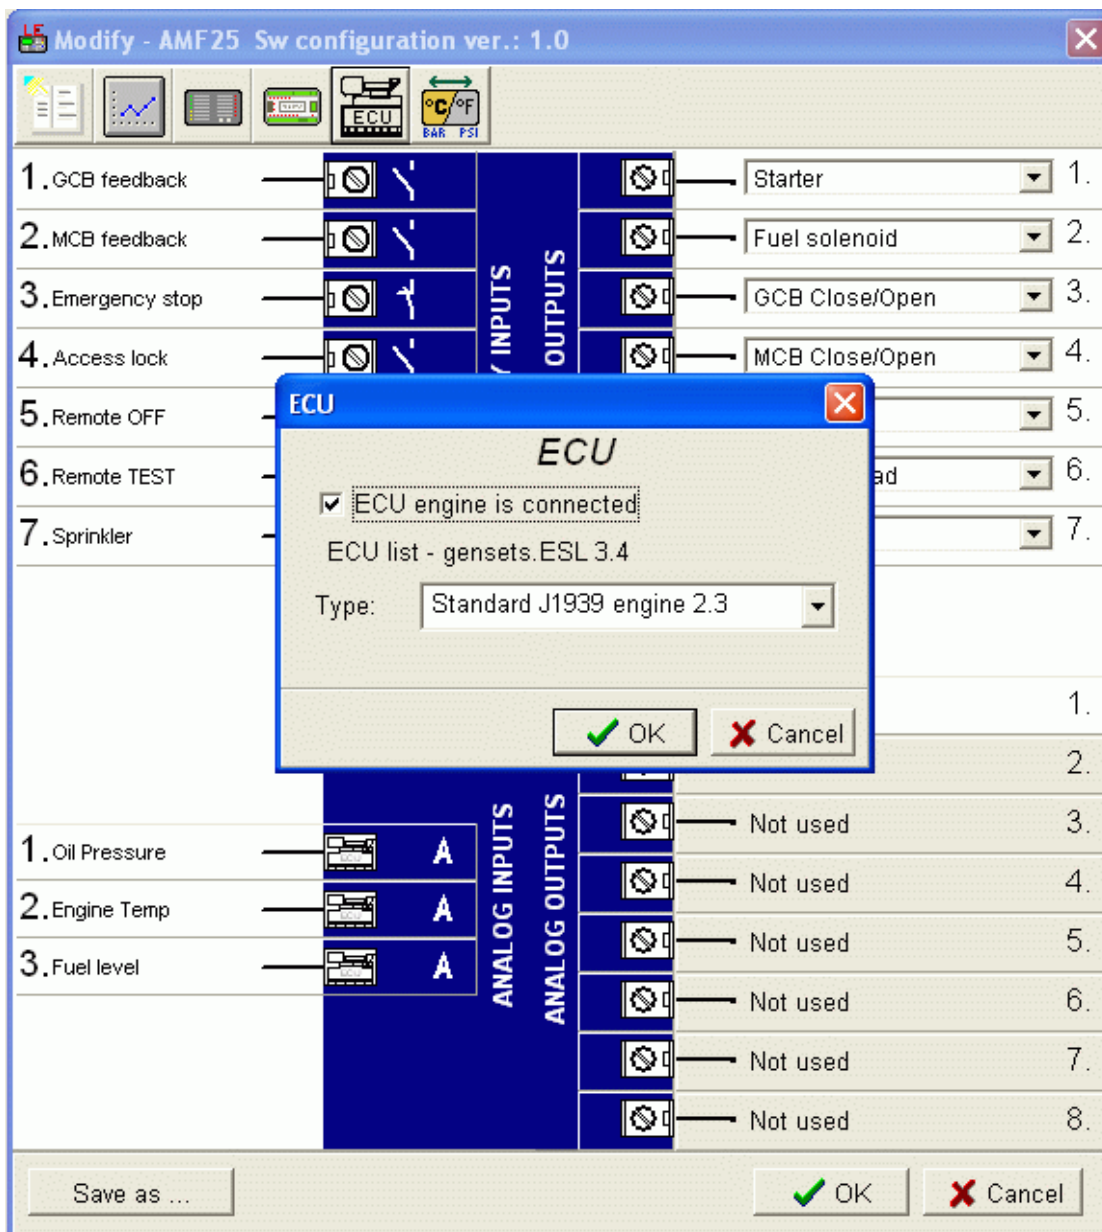 Modify - AMF25 Sw configuration ver.: 1.0
ECU
°C/°F
BAR PSI
1. GCB feedback
2. MCB feedback
3. Emergency stop
4. Access lock
5. Remote OFF
6. Remote TEST
7. Sprinkler
INPUTS
OUTPUTS
Starter 1.
Fuel solenoid 2.
GCB Close/Open 3.
MCB Close/Open 4.
5.
ad 6.
7.
ECU
ECU
ECU engine is connected
ECU list - gensets.ESL 3.4
Type: Standard J1939 engine 2.3
OK Cancel
1. Oil Pressure A
2. Engine Temp A
3. Fuel level A
ANALOG INPUTS
ANALOG OUTPUTS
1.
2.
Not used 3.
Not used 4.
Not used 5.
Not used 6.
Not used 7.
Not used 8.
Save as ... OK Cancel